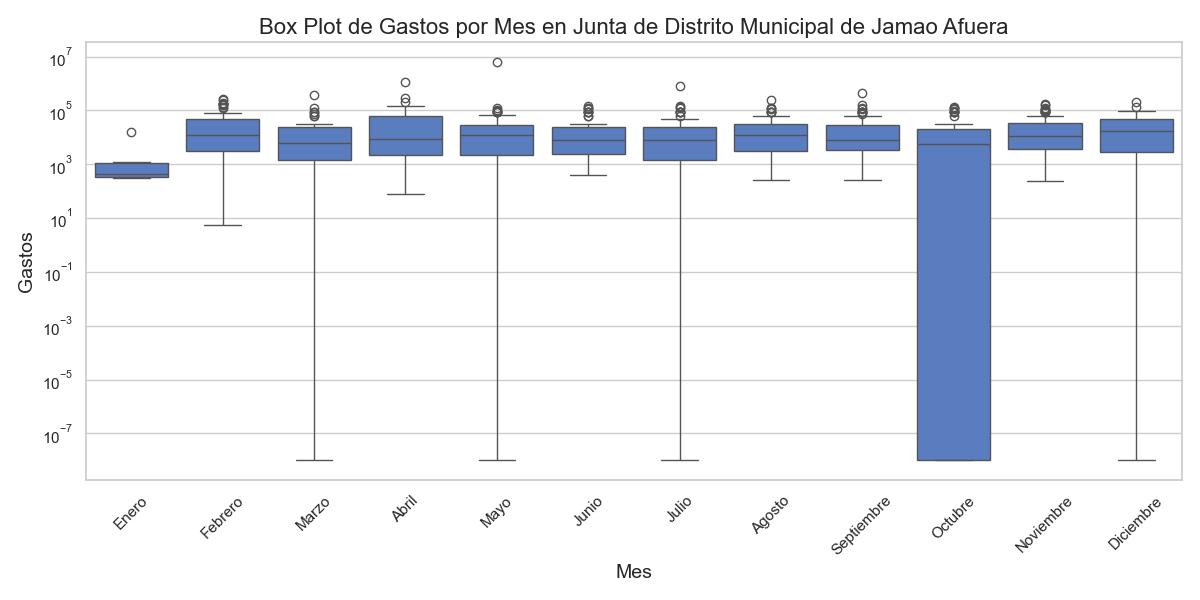 Box Plot de Gastos por Mes en Junta de Distrito Municipal de Jamao Afuera
Gastos
10^7
10^5
10^3
10^1
10^−1
10^−3
10^−5
10^−7
Enero
Febrero
Marzo
Abril
Mayo
Junio
Julio
Agosto
Septiembre
Octubre
Noviembre
Diciembre
Mes